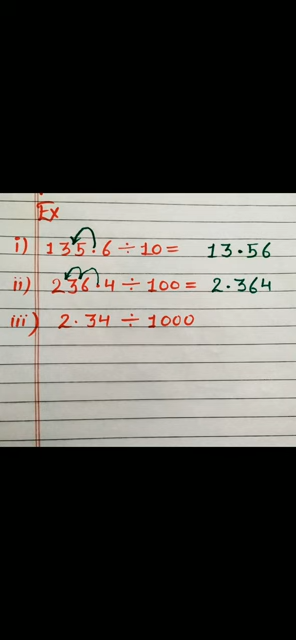 Ex
i) 135.6 ÷ 10 = 13.56
ii) 236.4 ÷ 100 = 2.364
iii) 2.34 ÷ 1000